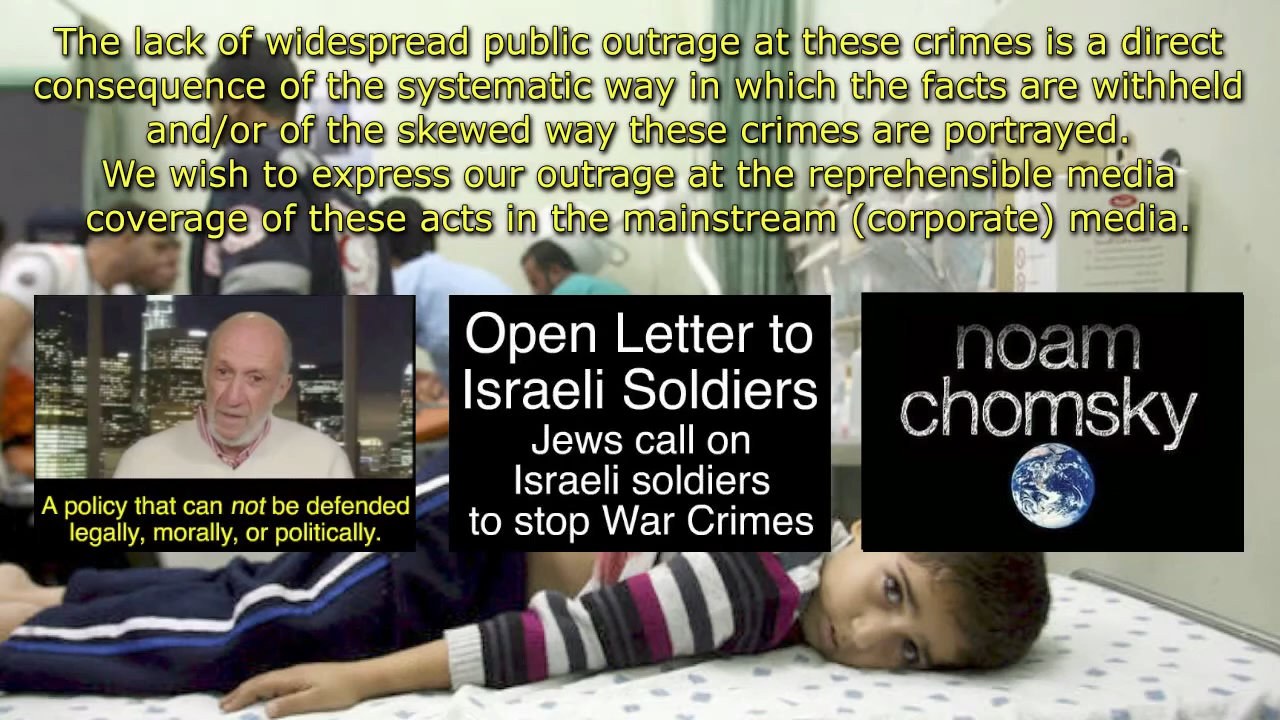 The lack of widespread public outrage at these crimes is a direct
consequence of the systematic way in which the facts are withheld
and/or of the skewed way these crimes are portrayed.
We wish to express our outrage at the reprehensible media
coverage of these acts in the mainstream (corporate) media.
A policy that can not be defended
legally, morally, or politically.
Open Letter to
Israeli Soldiers
Jews call on
Israeli soldiers
to stop War Crimes
noam
chomsky